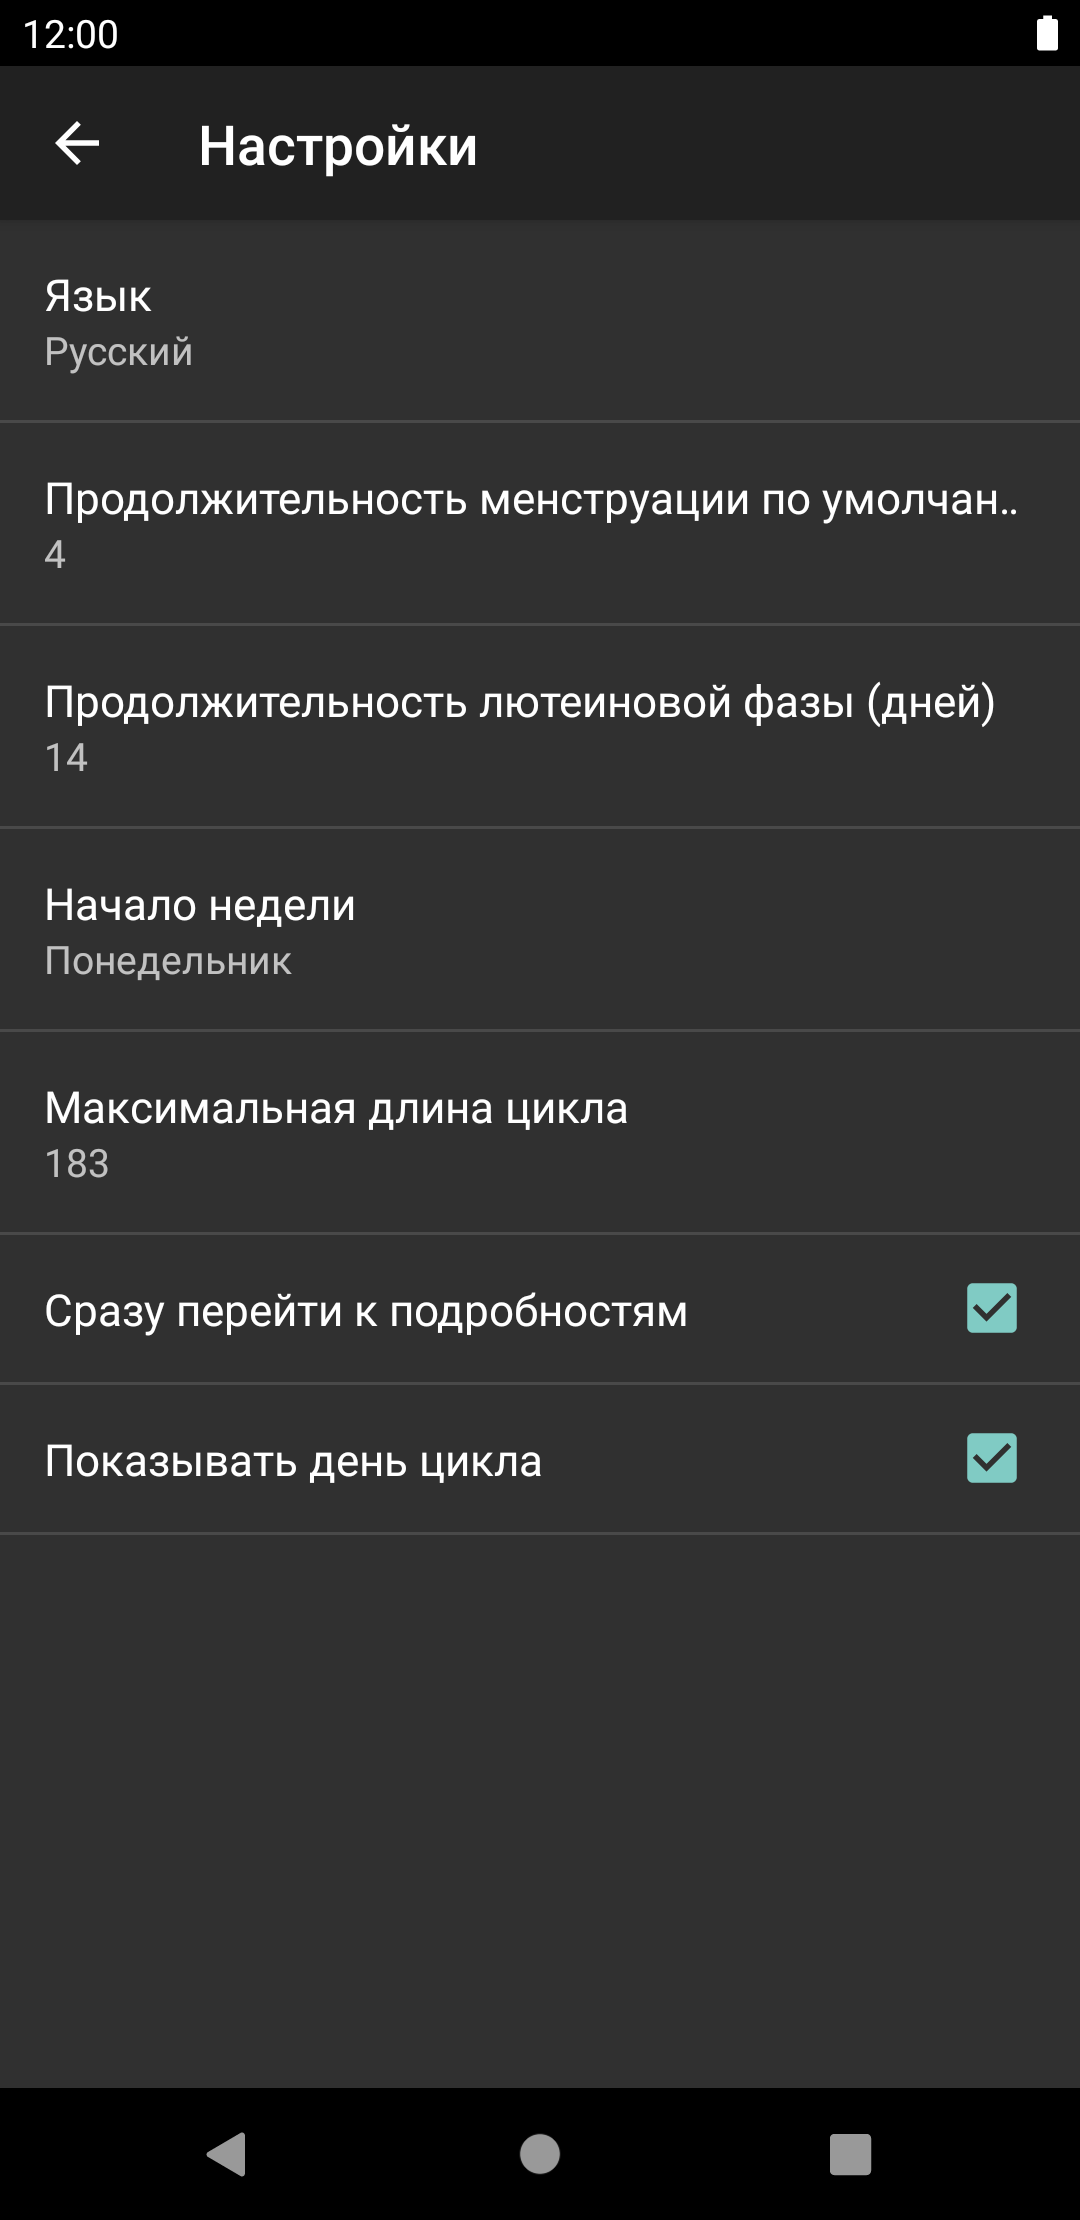 12:00
Настройки
Язык
Русский
Продолжительность менструации по умолчан..
4
Продолжительность лютеиновой фазы (дней)
14
Начало недели
Понедельник
Максимальная длина цикла
183
Сразу перейти к подробностям
Показывать день цикла